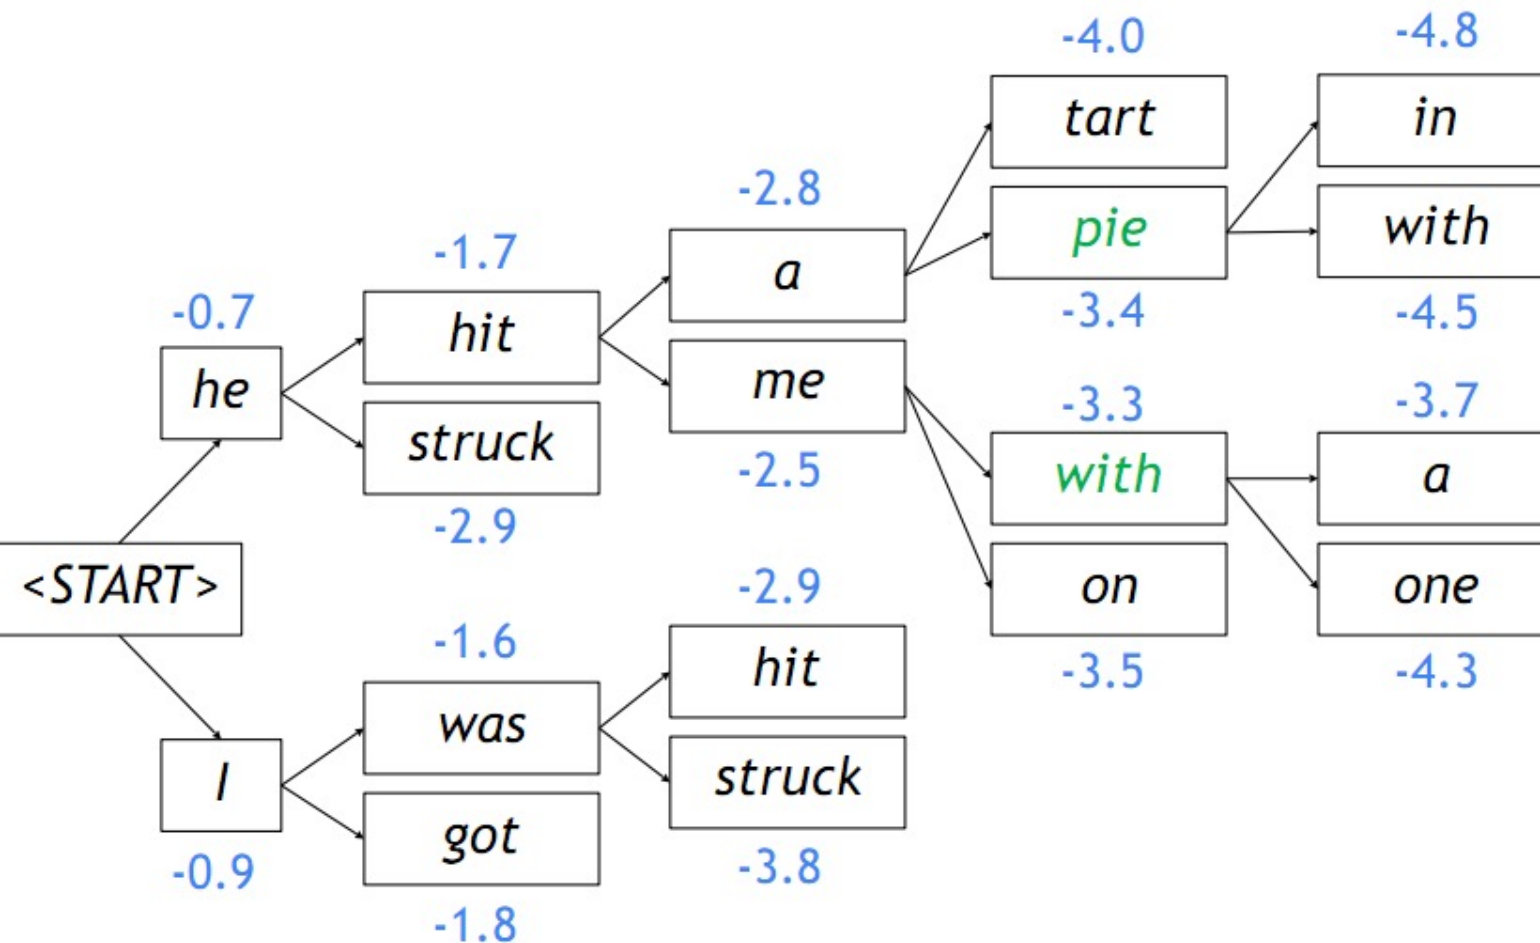 -4.0
-4.8
tart
in
-2.8
-1.7
a
pie
with
-0.7
hit
-3.4
-4.5
he
me
-3.3
-3.7
struck
-2.5
with
a
-2.9
<START>
-2.9
on
one
-1.6
hit
-3.5
-4.3
was
I
struck
got
-0.9
-3.8
-1.8